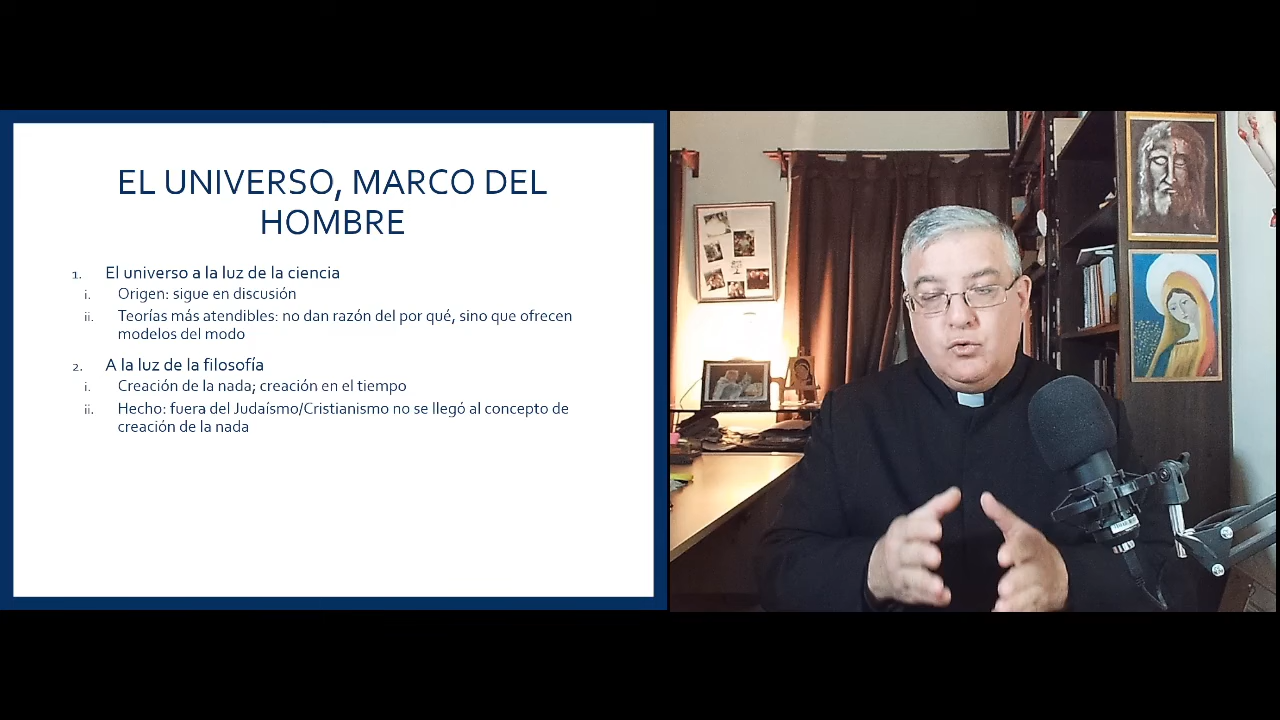 EL UNIVERSO, MARCO DEL
HOMBRE
1. El universo a la luz de la ciencia
i. Origen: sigue en discusión
ii. Teorías más atendibles: no dan razón del por qué, sino que ofrecen
modelos del modo
2. A la luz de la filosofía
i. Creación de la nada; creación en el tiempo
ii. Hecho: fuera del Judaísmo/Cristianismo no se llegó al concepto de
creación de la nada